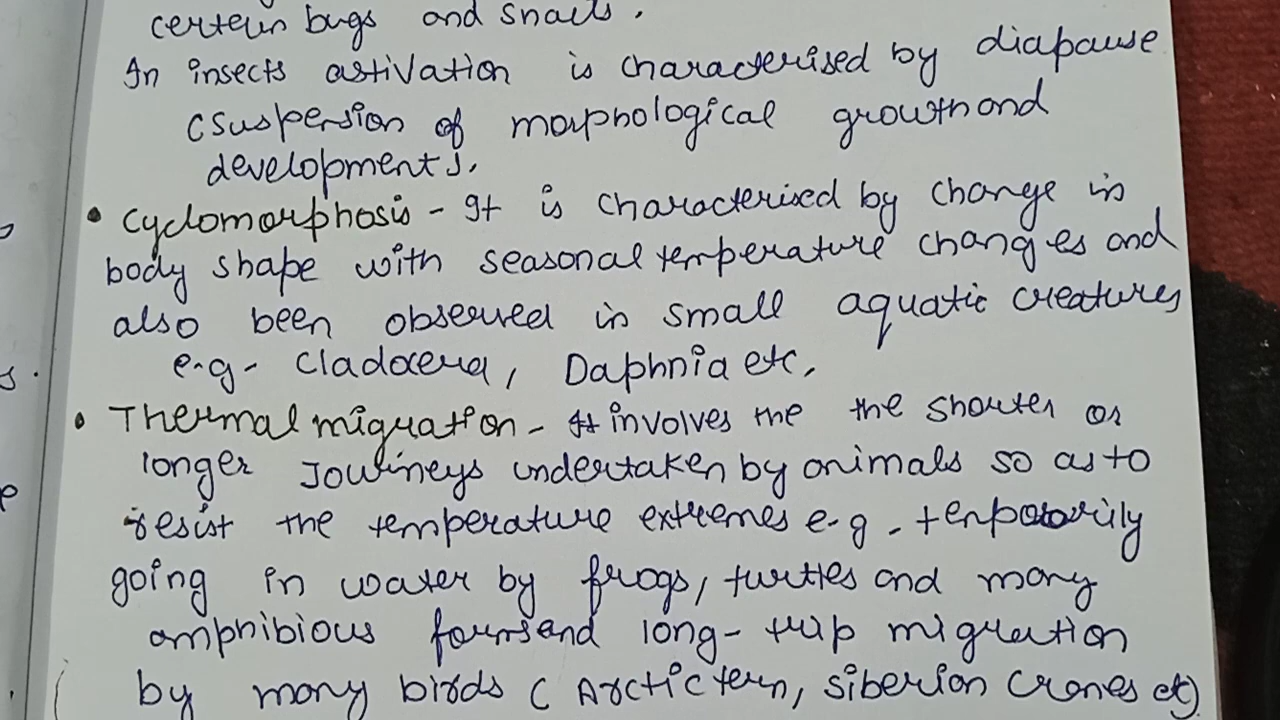 certein bugs and snails.
In insects astivation is characterised by diapause
(suspension of morphological growth and
development).
• Cyclomorphosis - It is characterised by change in
body shape with seasonal temperature changes and
also been observed in small aquatic creatures
e.g- Cladocera, Daphnia etc.
• Thermal migration - It involves the the shorter or
longer Journeys undertaken by animals so as to
resist the temperature extremes e.g. temporarily
going in water by frogs, turtles and many
amphibious forms and long-trip migration
by many birds (Arctic tern, Siberian Cranes etc)